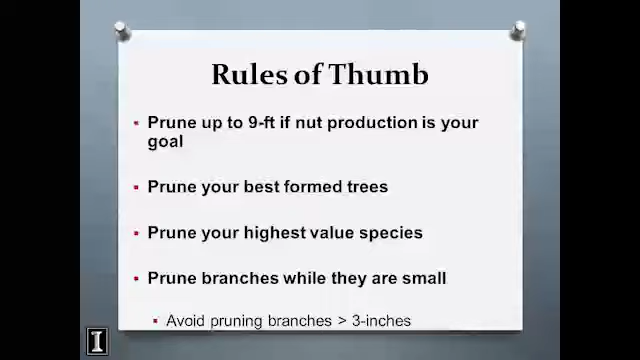 Rules of Thumb
▪ Prune up to 9-ft if nut production is your
goal
▪ Prune your best formed trees
▪ Prune your highest value species
▪ Prune branches while they are small
▪ Avoid pruning branches > 3-inches
I